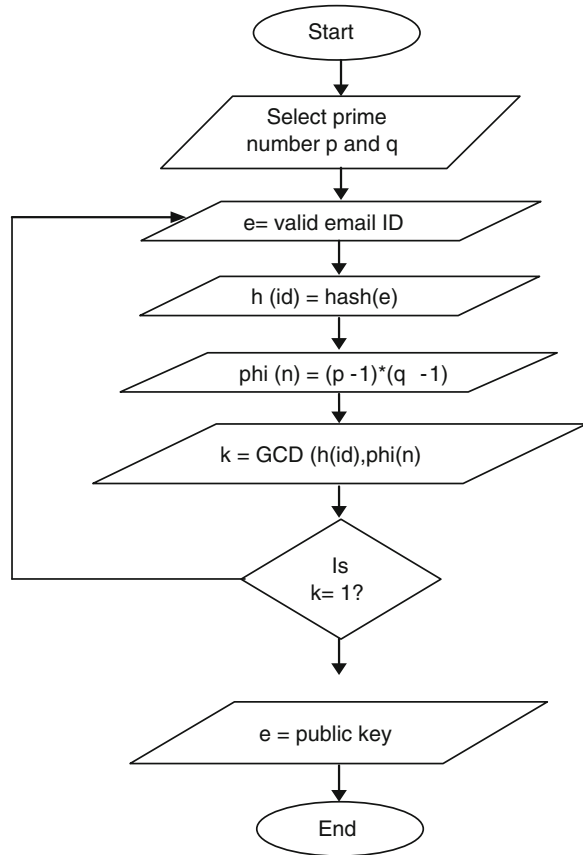 Start
Select prime
number p and q
e= valid email ID
h (id) = hash(e)
phi (n) = (p -1)*(q -1)
k = GCD (h(id),phi(n)
Is
k= 1?
e = public key
End